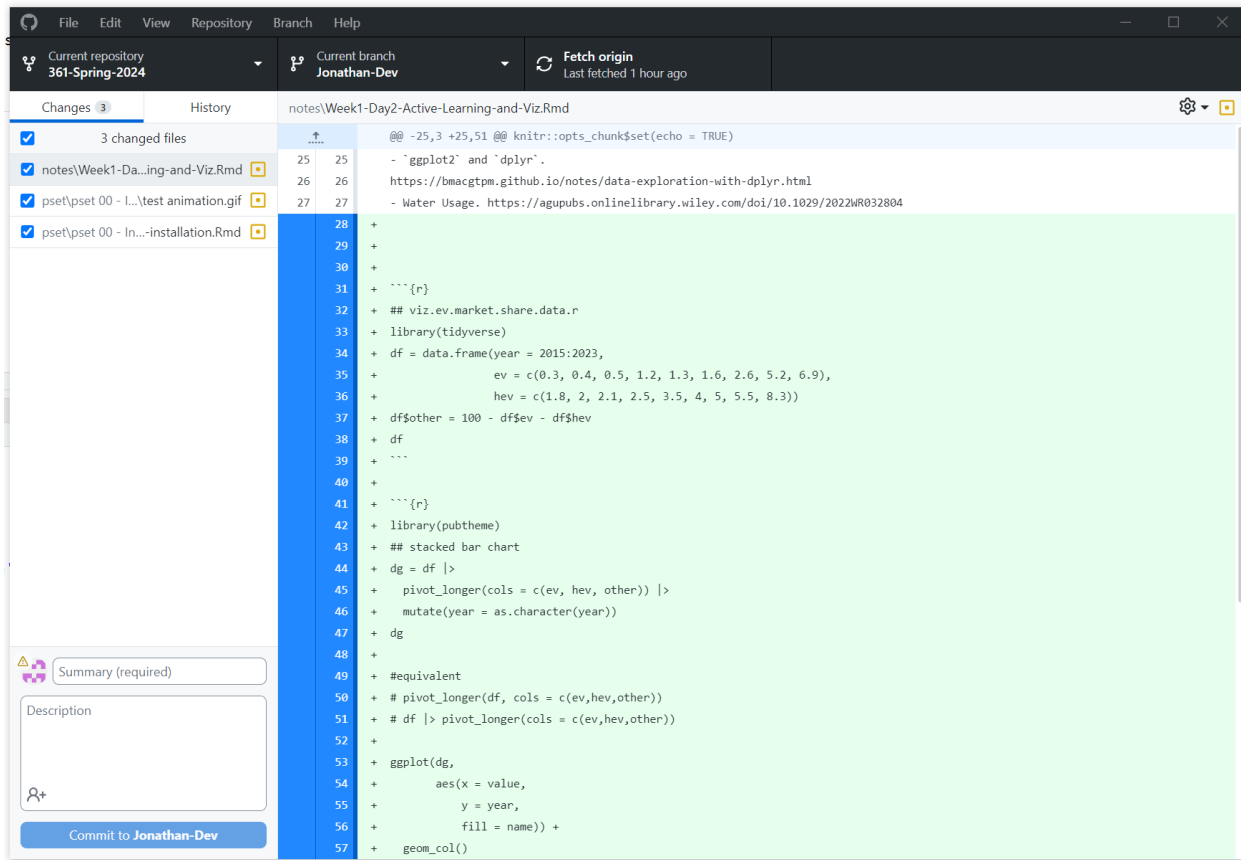 File Edit View Repository Branch Help
Current repository
361-Spring-2024
Current branch
Jonathan-Dev
Fetch origin
Last fetched 1 hour ago
Changes 3 History
notes\Week1-Day2-Active-Learning-and-Viz.Rmd
3 changed files
notes\Week1-Da...ing-and-Viz.Rmd
pset\pset 00 - I...\test animation.gif
pset\pset 00 - In...-installation.Rmd
@@ -25,3 +25,51 @@ knitr::opts_chunk$set(echo = TRUE)
25 25 - `ggplot2` and `dplyr`.
26 26 https://bmacgtpm.github.io/notes/data-exploration-with-dplyr.html
27 27 - Water Usage. https://agupubs.onlinelibrary.wiley.com/doi/10.1029/2022WR032804
28 +
29 +
30 +
31 + ```{r}
32 + ## viz.ev.market.share.data.r
33 + library(tidyverse)
34 + df = data.frame(year = 2015:2023,
35 + ev = c(0.3, 0.4, 0.5, 1.2, 1.3, 1.6, 2.6, 5.2, 6.9),
36 + hev = c(1.8, 2, 2.1, 2.5, 3.5, 4, 5, 5.5, 8.3))
37 + df$other = 100 - df$ev - df$hev
38 + df
39 + ```
40 +
41 + ```{r}
42 + library(pubtheme)
43 + ## stacked bar chart
44 + dg = df |>
45 + pivot_longer(cols = c(ev, hev, other)) |>
46 + mutate(year = as.character(year))
47 + dg
48 +
49 + #equivalent
50 + # pivot_longer(df, cols = c(ev,hev,other))
51 + # df |> pivot_longer(cols = c(ev,hev,other))
52 +
53 + ggplot(dg,
54 + aes(x = value,
55 + y = year,
56 + fill = name)) +
57 + geom_col()
Summary (required)
Description
Commit to Jonathan-Dev